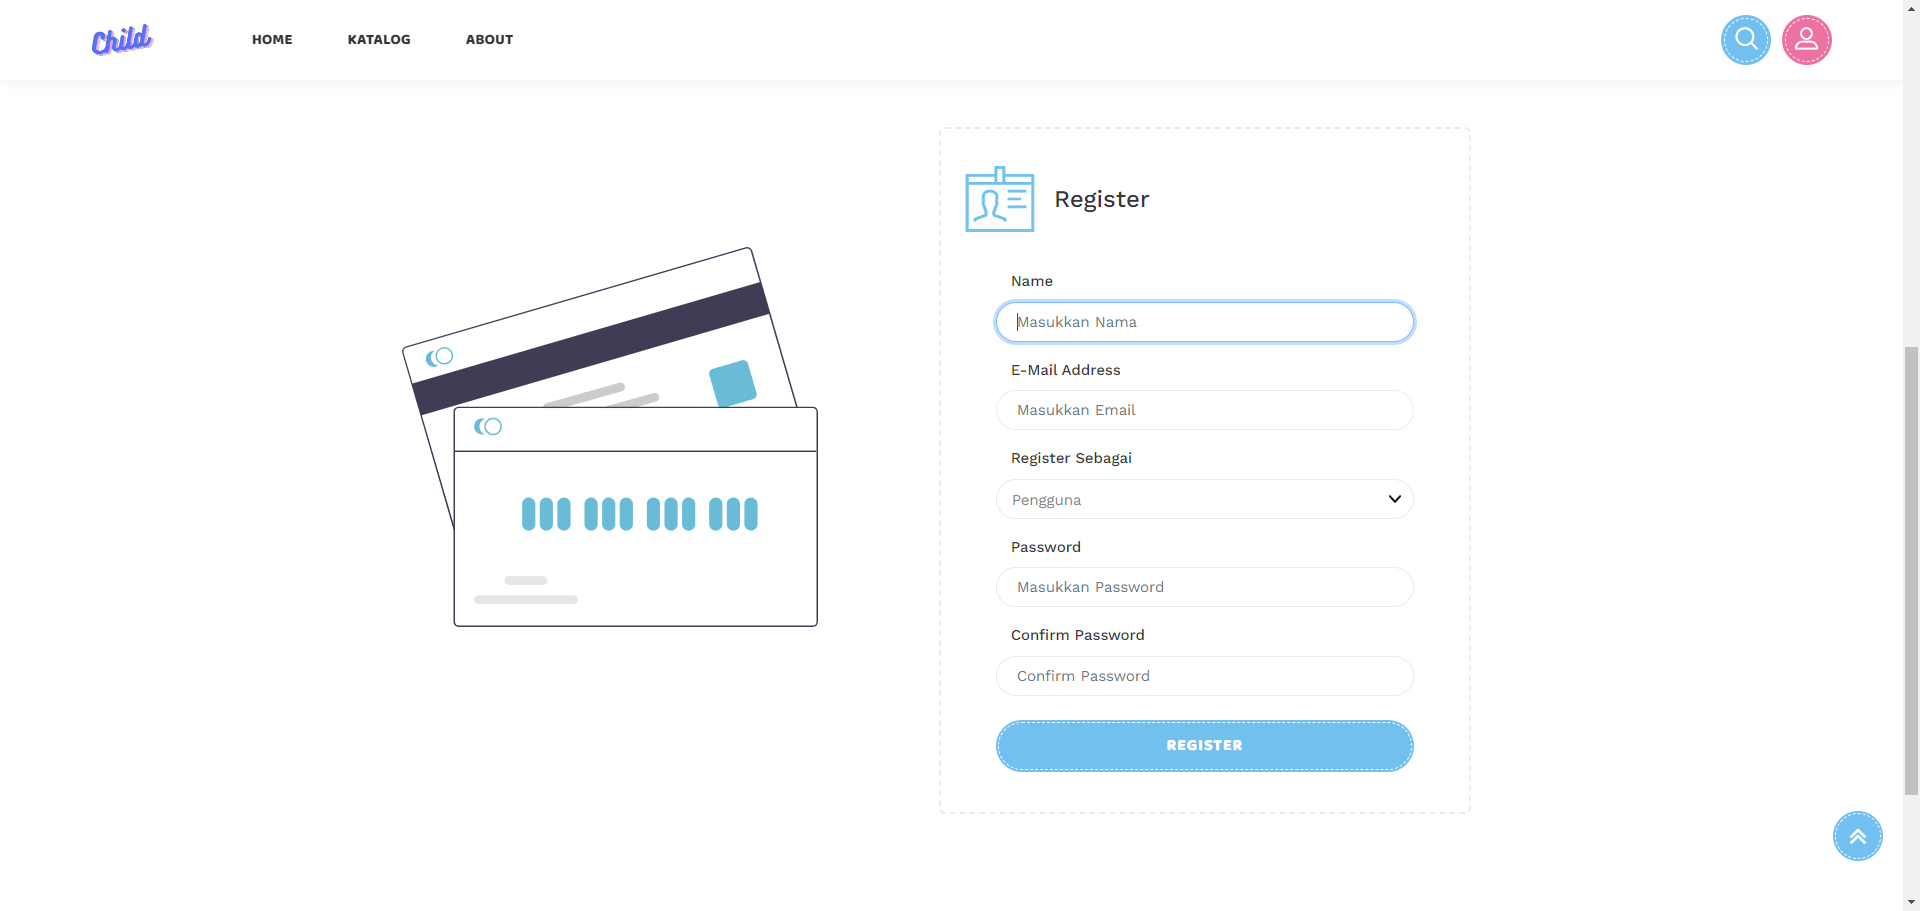 Child
HOME
KATALOG
ABOUT
Register
Name
Masukkan Nama
E-Mail Address
Masukkan Email
Register Sebagai
Pengguna
Password
Masukkan Password
Confirm Password
Confirm Password
REGISTER